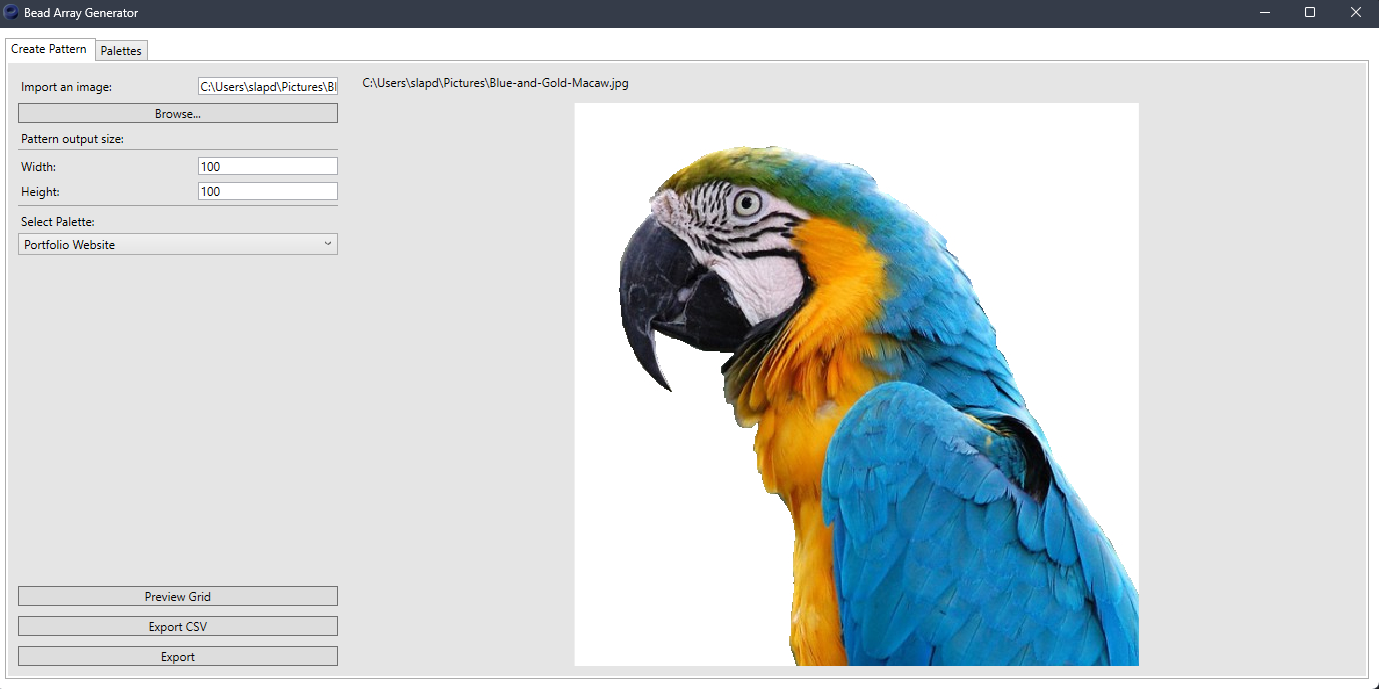 Bead Array Generator
Create Pattern
Palettes
Import an image:
C:\Users\slapd\Pictures\Bl
C:\Users\slapd\Pictures\Blue-and-Gold-Macaw.jpg
Browse...
Pattern output size:
Width:
100
Height:
100
Select Palette:
Portfolio Website
Preview Grid
Export CSV
Export